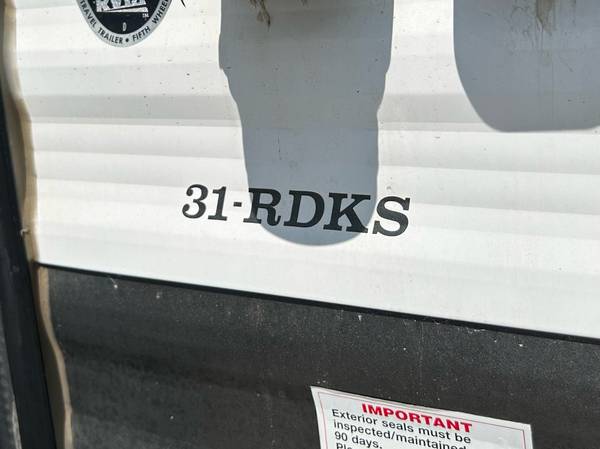 TRAVEL TRAILER • FIFTH WHEEL
31-RDKS
IMPORTANT
Exterior seals must be
inspected/maintained
90 days.